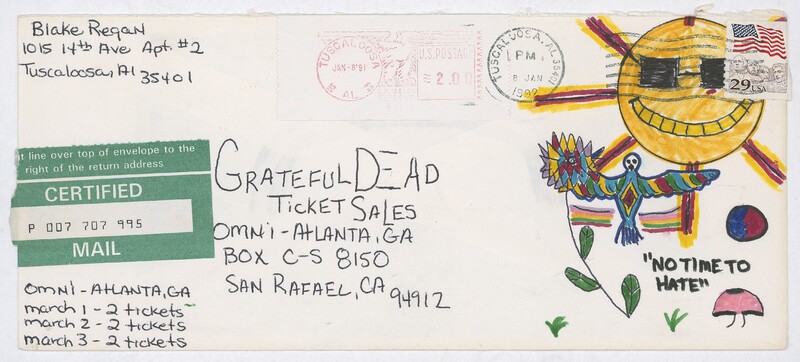 Blake Regan
1015 14th Ave Apt. #2
Tuscaloosa, Al
35401
TUSCALOOSA
JAN-8'91
AL
U.S. POSTAGE
2.00
TUSCALOOSA, AL 35401
PM
8 JAN
29 USA
t line over top of envelope to the
right of the return address
CERTIFIED
P 007 707 995
MAIL
GRATEFUL DEAD
TICKET SALES
OMNI-ATLANTA, GA
BOX C-S 8150
SAN RAFAEL, CA 94912
"NO TIME TO
HATE"
OMNI-ATLANTA, GA
march 1 - 2 tickets
march 2 - 2 tickets
march 3 - 2 tickets